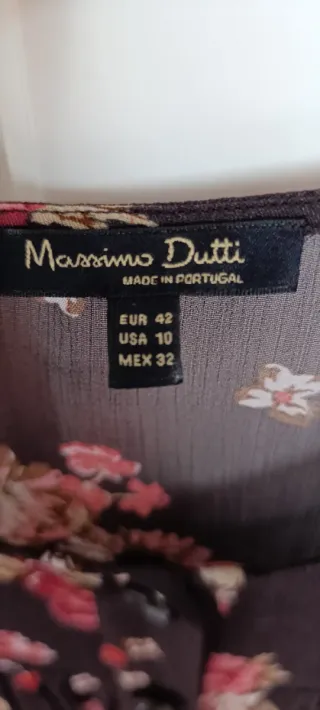 Massimo Dutti
MADE IN PORTUGAL
EUR 42
USA 10
MEX 32